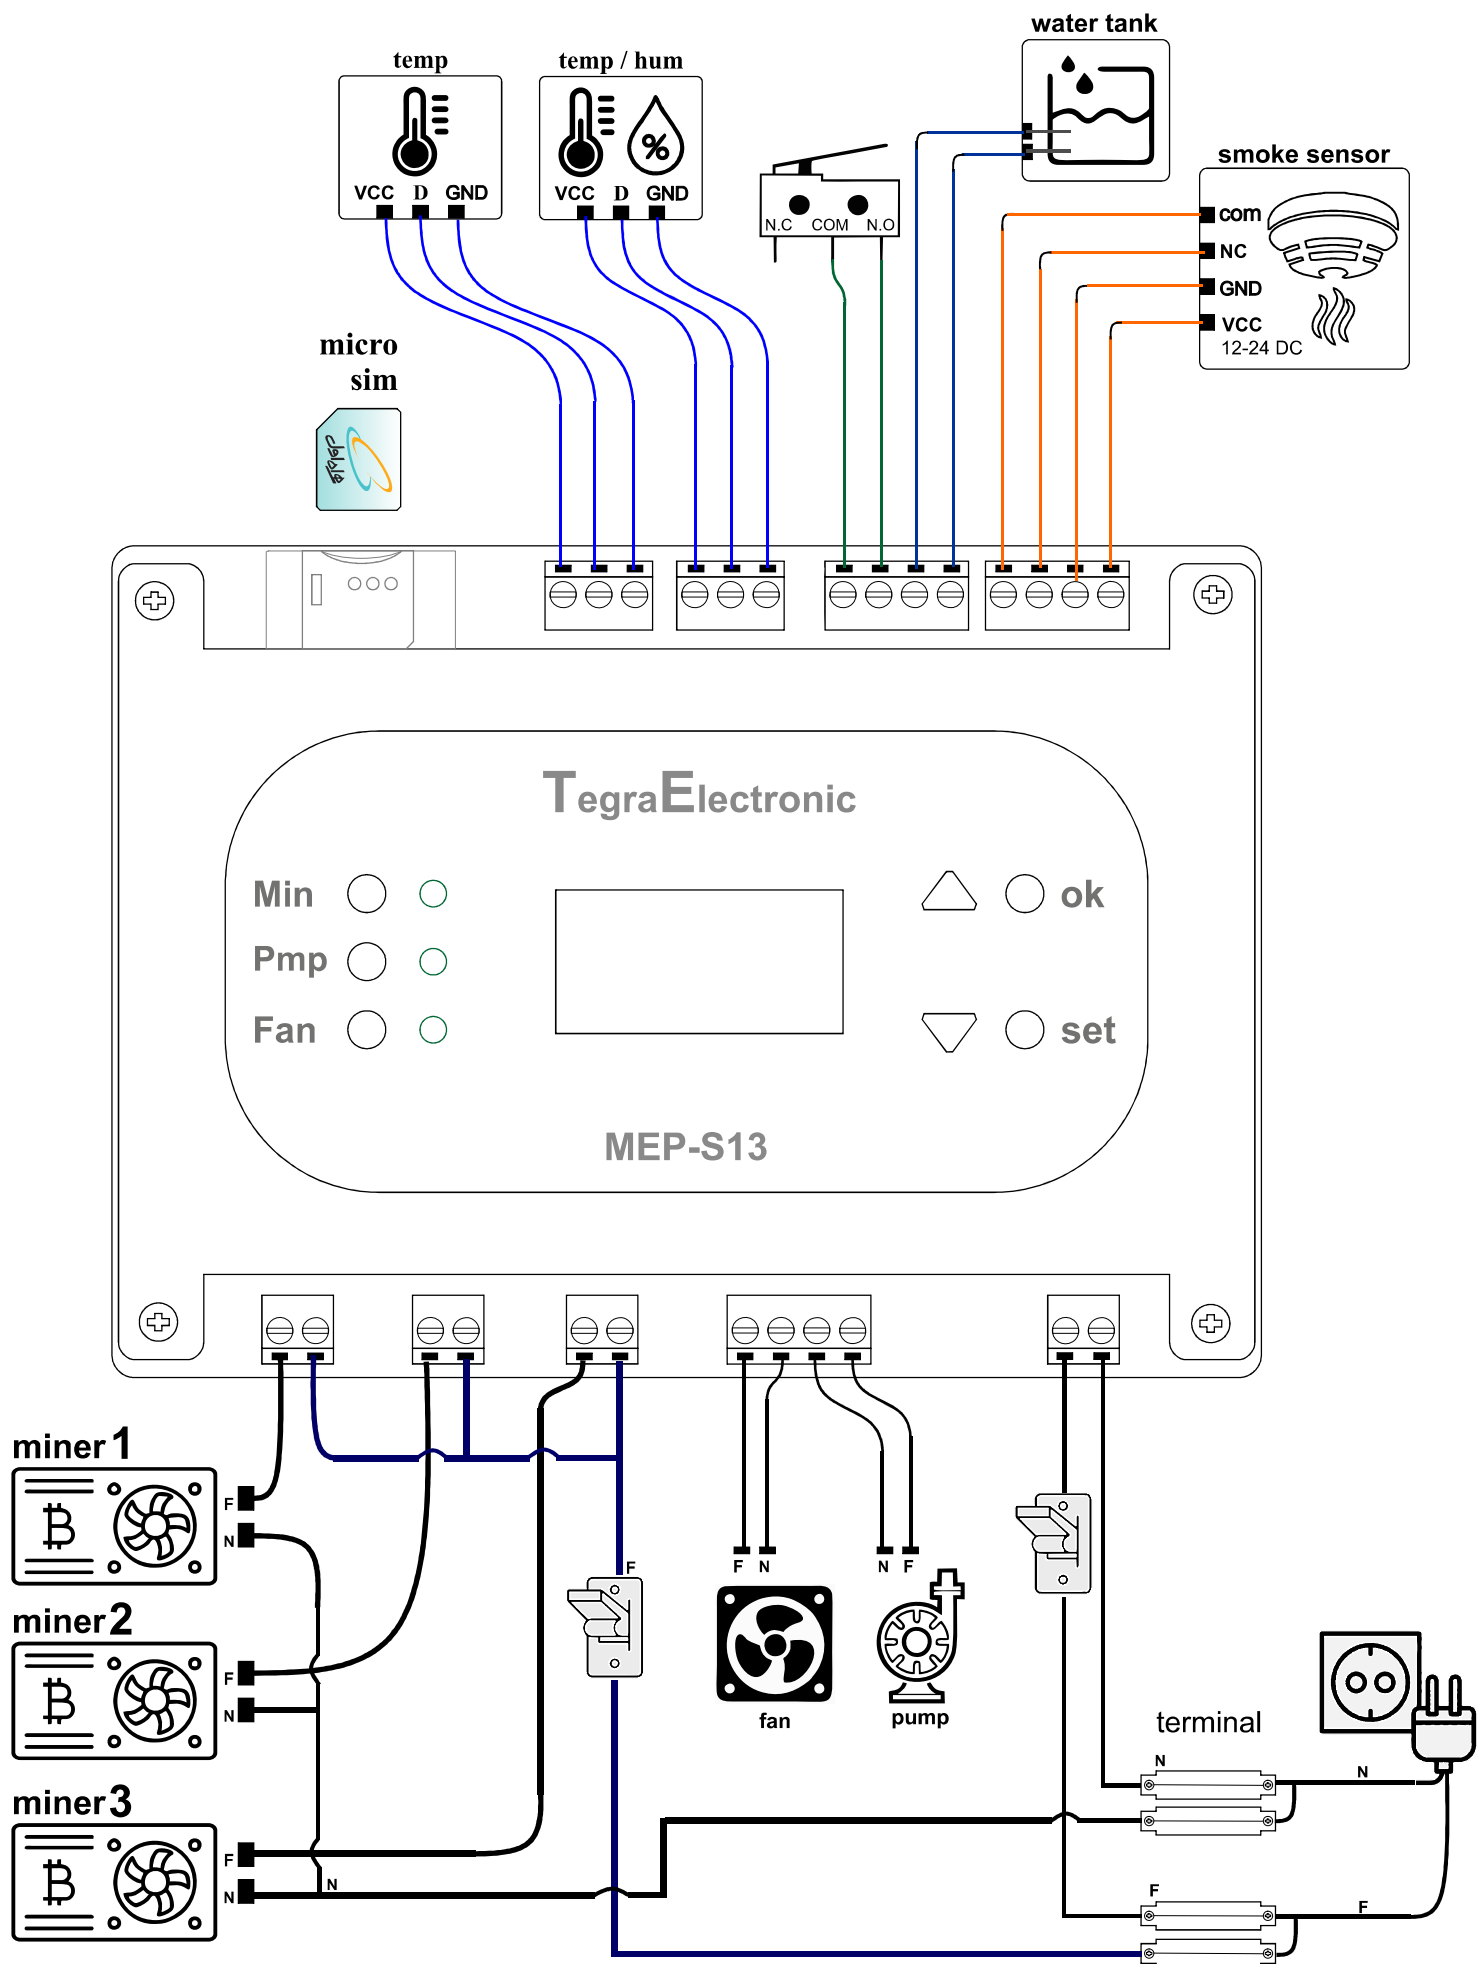 water tank
temp
temp / hum
smoke sensor
VCC D GND
VCC D GND
N.C COM N.O
com
NC
GND
VCC
12-24 DC
micro
sim
همراه اول
TegraElectronic
Min
ok
Pmp
Fan
set
MEP-S13
miner 1
F
N
F
F N
N F
miner 2
F
N
fan
pump
terminal
N
N
miner 3
F
N
N
F
F